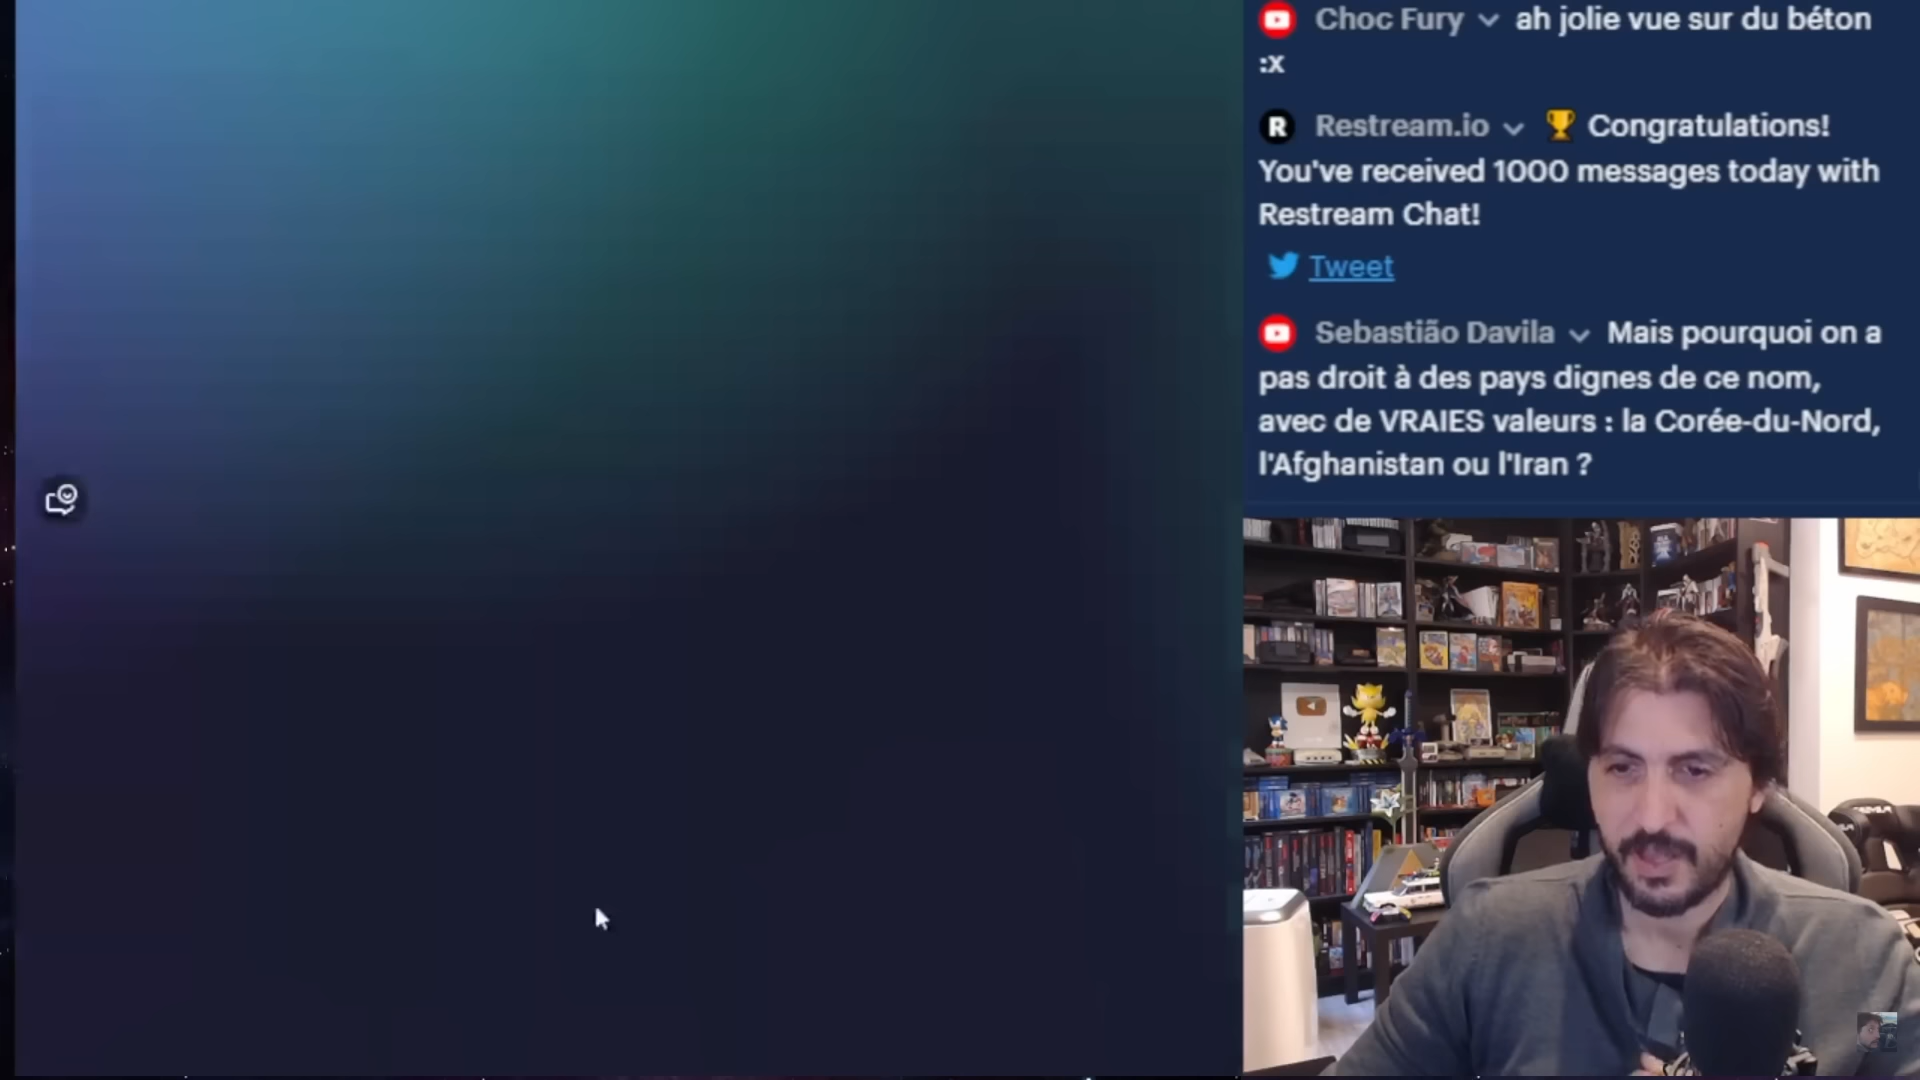 Choc Fury ah jolie vue sur du béton
:x
R Restream.io 🏆 Congratulations!
You've received 1000 messages today with
Restream Chat!
Tweet
Sebastião Davila Mais pourquoi on a
pas droit à des pays dignes de ce nom,
avec de VRAIES valeurs : la Corée-du-Nord,
l'Afghanistan ou l'Iran ?